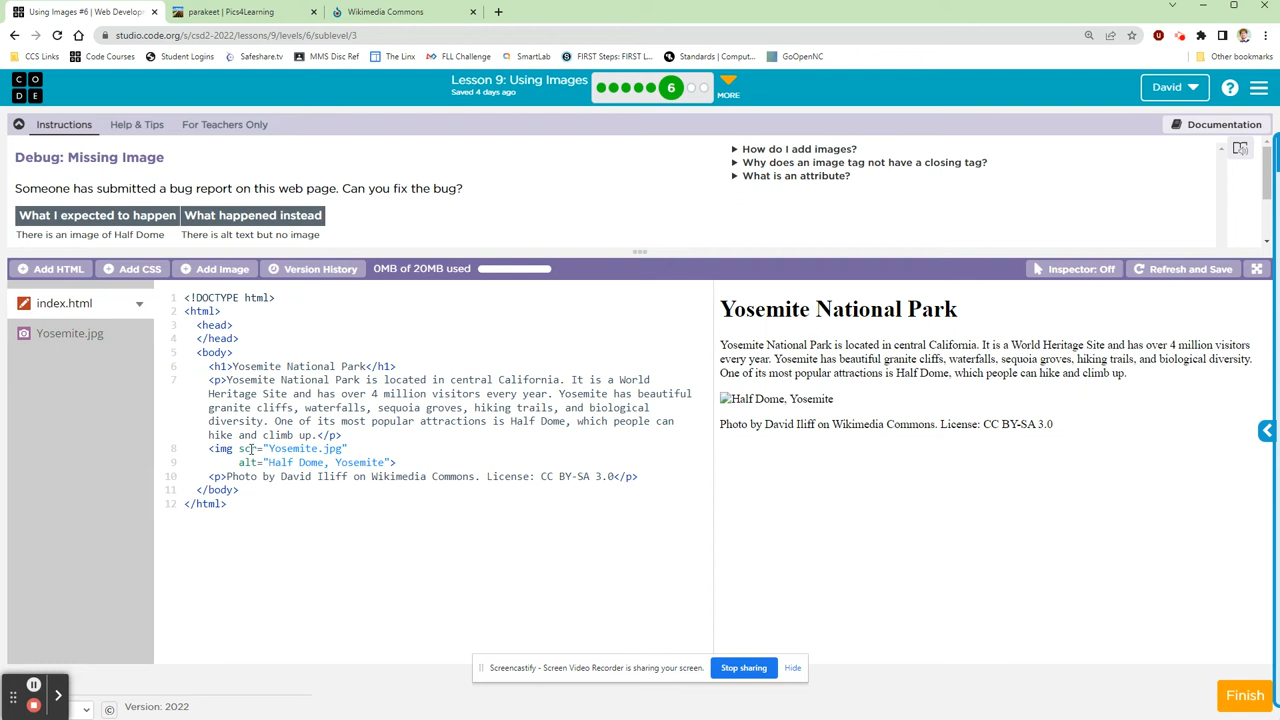 Using Images #6 | Web Develop
parakeet | Pics4Learning
Wikimedia Commons
studio.code.org/s/csd2-2022/lessons/9/levels/6/sublevel/3
CCS Links
Code Courses
Student Logins
Safeshare.tv
MMS Disc Ref
The Linx
FLL Challenge
SmartLab
FIRST Steps: FIRST L...
Standards | Comput...
GoOpenNC
Other bookmarks
CO
DE
Lesson 9: Using Images
Saved 4 days ago
6
MORE
David
?
Instructions
Help & Tips
For Teachers Only
Documentation
Debug: Missing Image
Someone has submitted a bug report on this web page. Can you fix the bug?
What I expected to happen
What happened instead
There is an image of Half Dome
There is alt text but no image
How do I add images?
Why does an image tag not have a closing tag?
What is an attribute?
Add HTML
Add CSS
Add Image
Version History
0MB of 20MB used
Inspector: Off
Refresh and Save
index.html
Yosemite.jpg
1 <!DOCTYPE html>
2 <html>
3 <head>
4 </head>
5 <body>
6 <h1>Yosemite National Park</h1>
7 <p>Yosemite National Park is located in central California. It is a World
Heritage Site and has over 4 million visitors every year. Yosemite has beautiful
granite cliffs, waterfalls, sequoia groves, hiking trails, and biological
diversity. One of its most popular attractions is Half Dome, which people can
hike and climb up.</p>
8 <img scr="Yosemite.jpg"
9 alt="Half Dome, Yosemite">
10 <p>Photo by David Iliff on Wikimedia Commons. License: CC BY-SA 3.0</p>
11 </body>
12 </html>
Yosemite National Park
Yosemite National Park is located in central California. It is a World Heritage Site and has over 4 million visitors
every year. Yosemite has beautiful granite cliffs, waterfalls, sequoia groves, hiking trails, and biological diversity.
One of its most popular attractions is Half Dome, which people can hike and climb up.
Half Dome, Yosemite
Photo by David Iliff on Wikimedia Commons. License: CC BY-SA 3.0
Screencastify - Screen Video Recorder is sharing your screen.
Stop sharing
Hide
Version: 2022
Finish